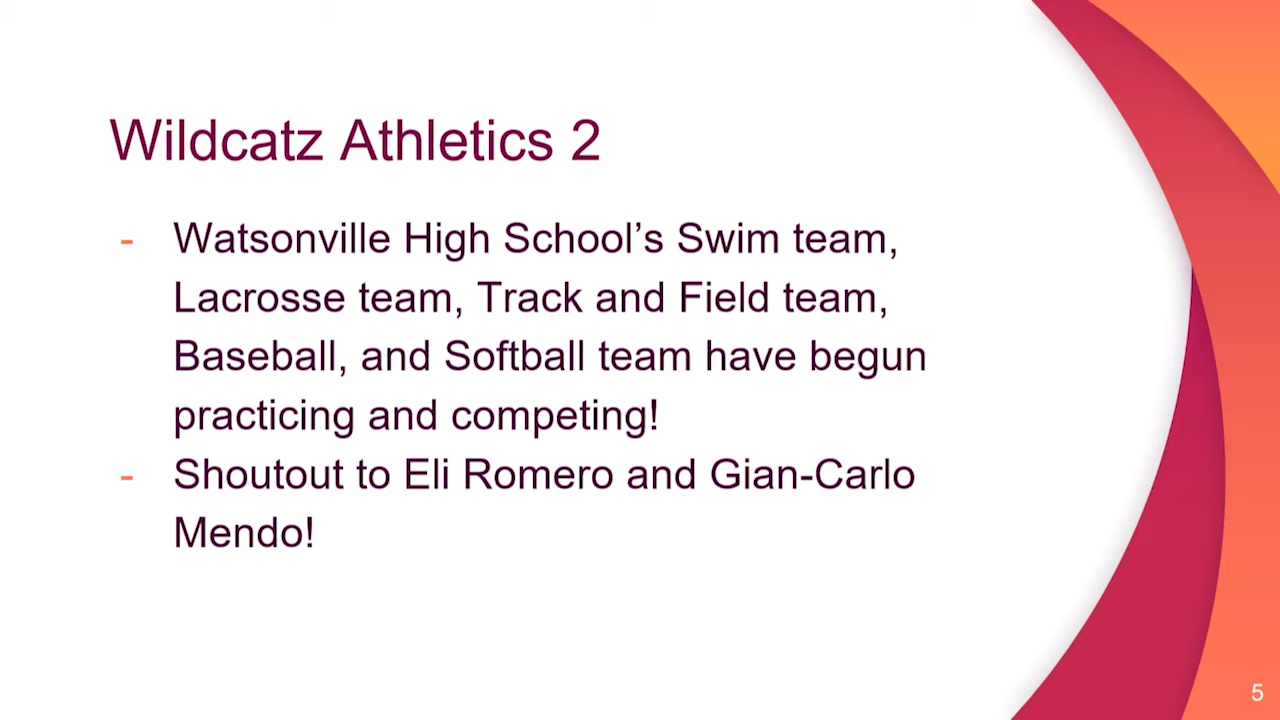 Wildcatz Athletics 2
- Watsonville High School’s Swim team,
Lacrosse team, Track and Field team,
Baseball, and Softball team have begun
practicing and competing!
- Shoutout to Eli Romero and Gian-Carlo
Mendo!
5